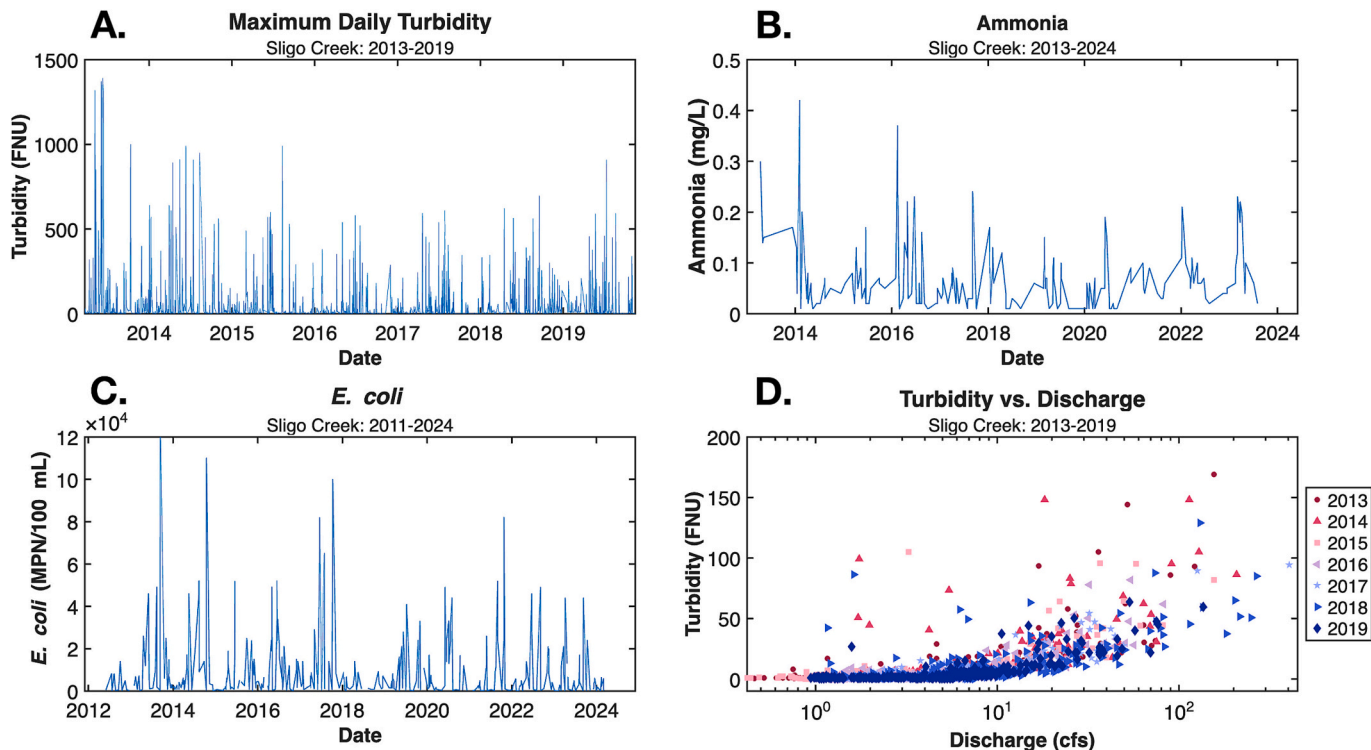 A.
Maximum Daily Turbidity
Sligo Creek: 2013-2019
1500
1000
500
0
Turbidity (FNU)
2014 2015 2016 2017 2018 2019
Date
B.
Ammonia
Sligo Creek: 2013-2024
0.5
0.4
0.3
0.2
0.1
0
Ammonia (mg/L)
2014 2016 2018 2020 2022 2024
Date
C.
E. coli
Sligo Creek: 2011-2024
×10⁴
12
10
8
6
4
2
0
E. coli (MPN/100 mL)
2012 2014 2016 2018 2020 2022 2024
Date
D.
Turbidity vs. Discharge
Sligo Creek: 2013-2019
200
150
100
50
0
Turbidity (FNU)
10⁰ 10¹ 10²
Discharge (cfs)
2013
2014
2015
2016
2017
2018
2019